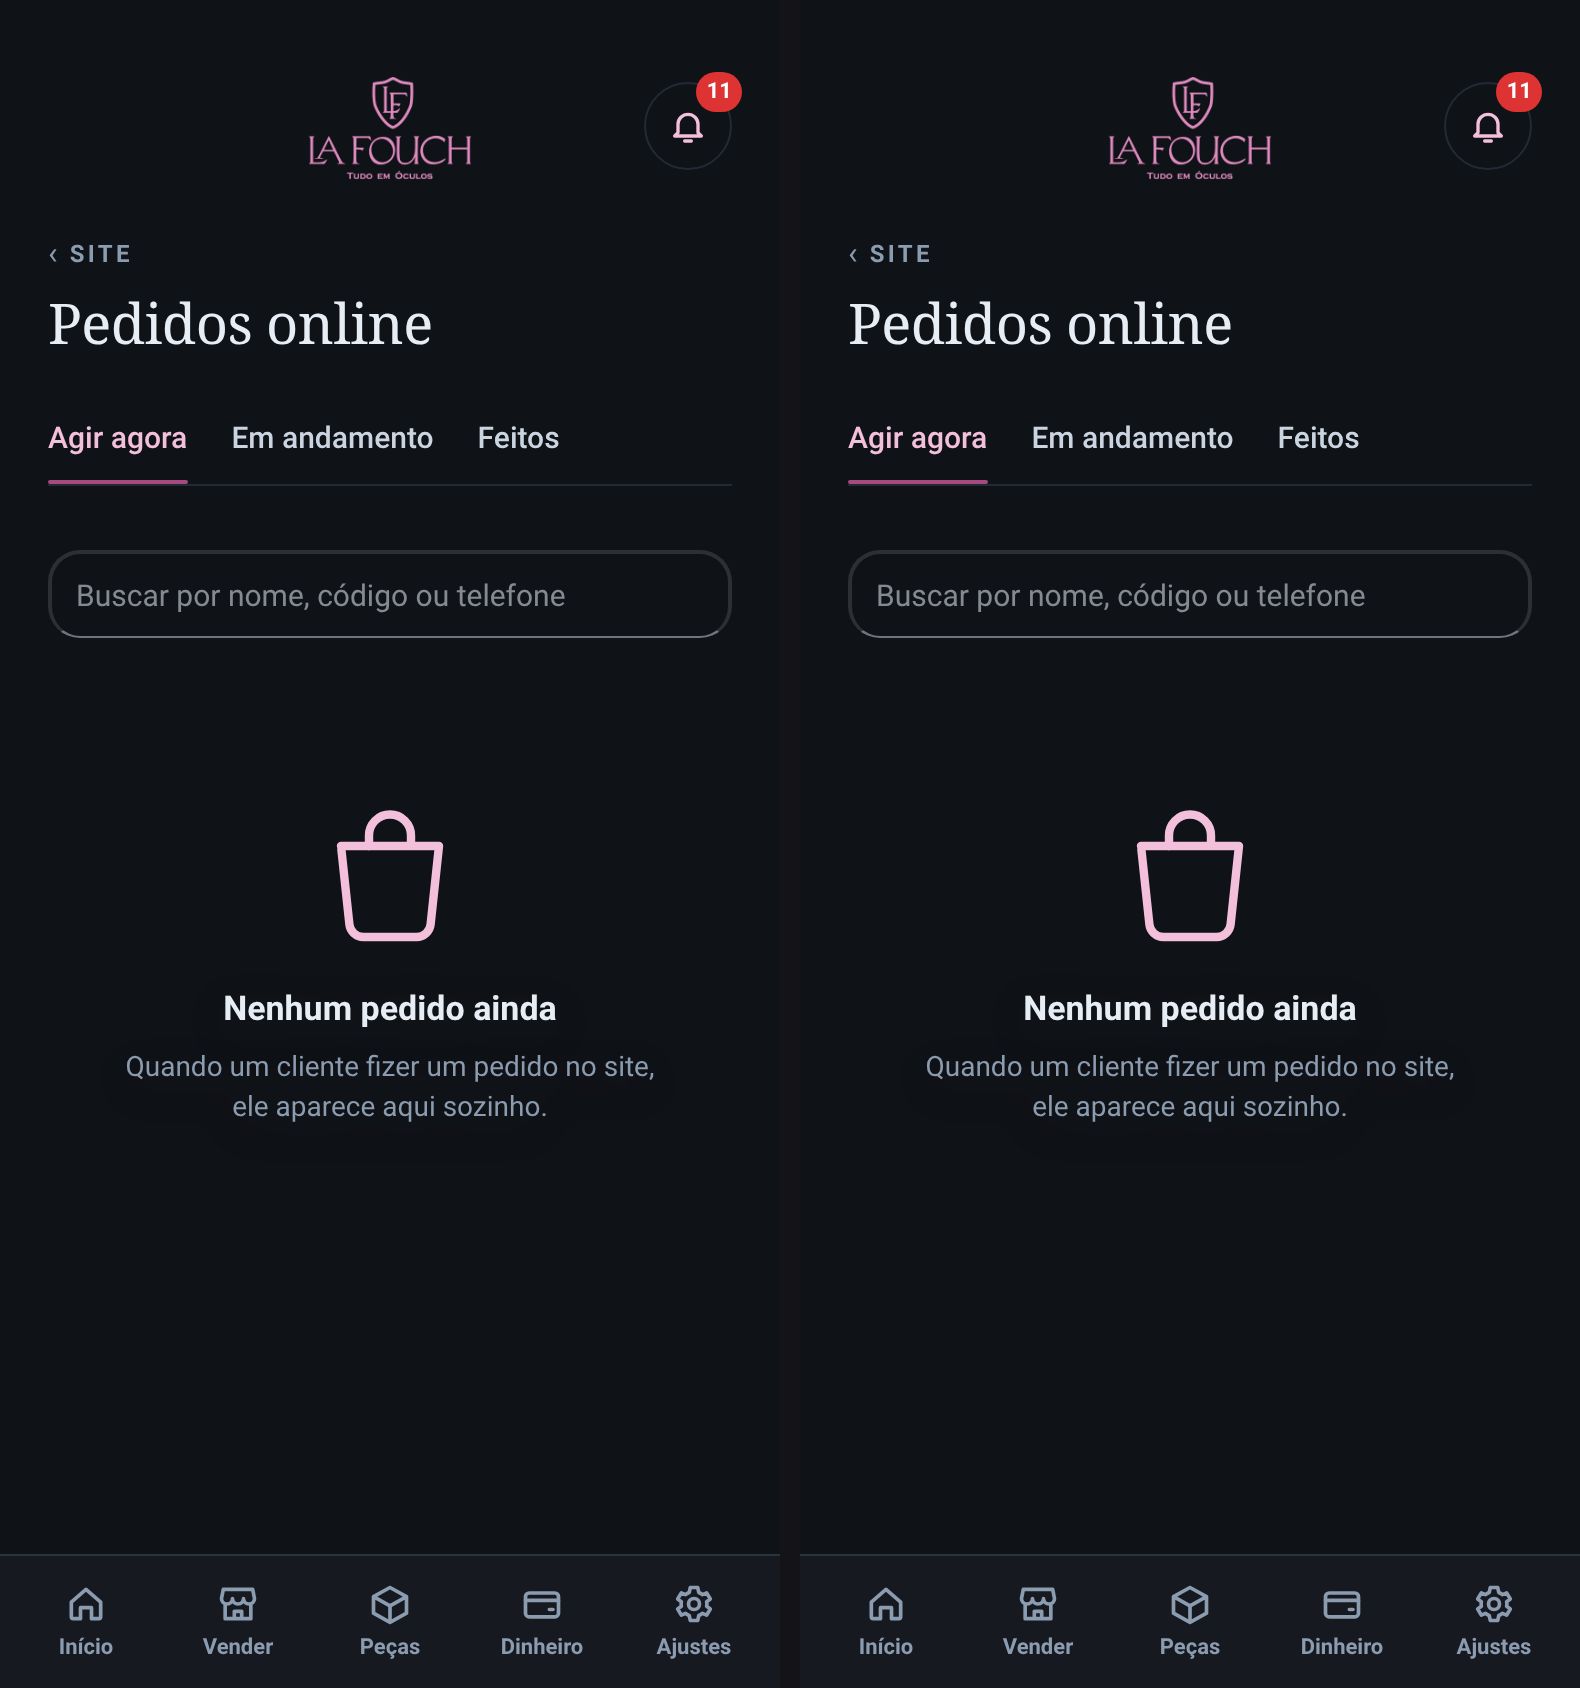 LF
LA FOUCH
TUDO EM ÓCULOS
11
‹ SITE
Pedidos online
Agir agora Em andamento Feitos
Buscar por nome, código ou telefone
Nenhum pedido ainda
Quando um cliente fizer um pedido no site,
ele aparece aqui sozinho.
Início Vender Peças Dinheiro Ajustes
LF
LA FOUCH
TUDO EM ÓCULOS
11
‹ SITE
Pedidos online
Agir agora Em andamento Feitos
Buscar por nome, código ou telefone
Nenhum pedido ainda
Quando um cliente fizer um pedido no site,
ele aparece aqui sozinho.
Início Vender Peças Dinheiro Ajustes